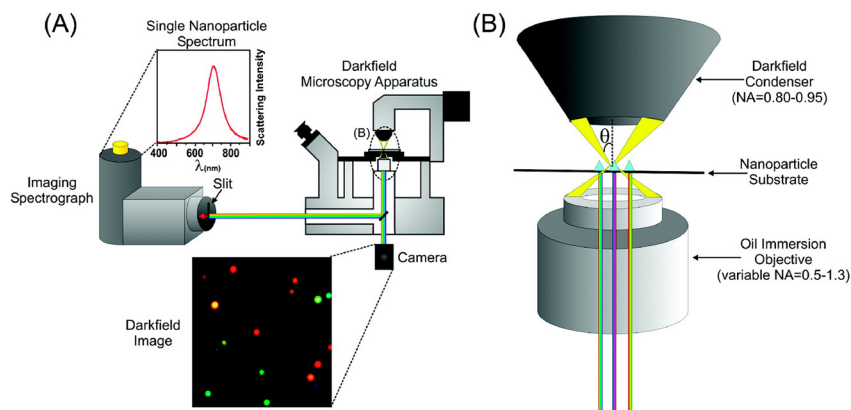 (A)
Single Nanoparticle
Spectrum
Scattering Intensity
400
600
800
λ(nm)
Imaging
Spectrograph
Slit
Darkfield
Microscopy Apparatus
(B)
Camera
Darkfield
Image
(B)
Darkfield
Condenser
(NA=0.80-0.95)
θ
Nanoparticle
Substrate
Oil Immersion
Objective
(variable NA=0.5-1.3)